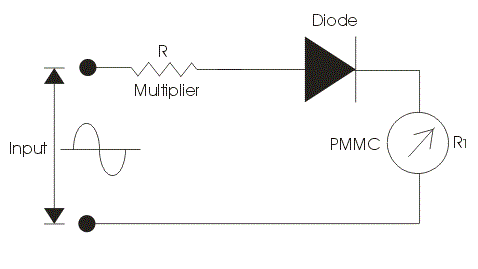 Diode
R
Multiplier
Input
PMMC
R1